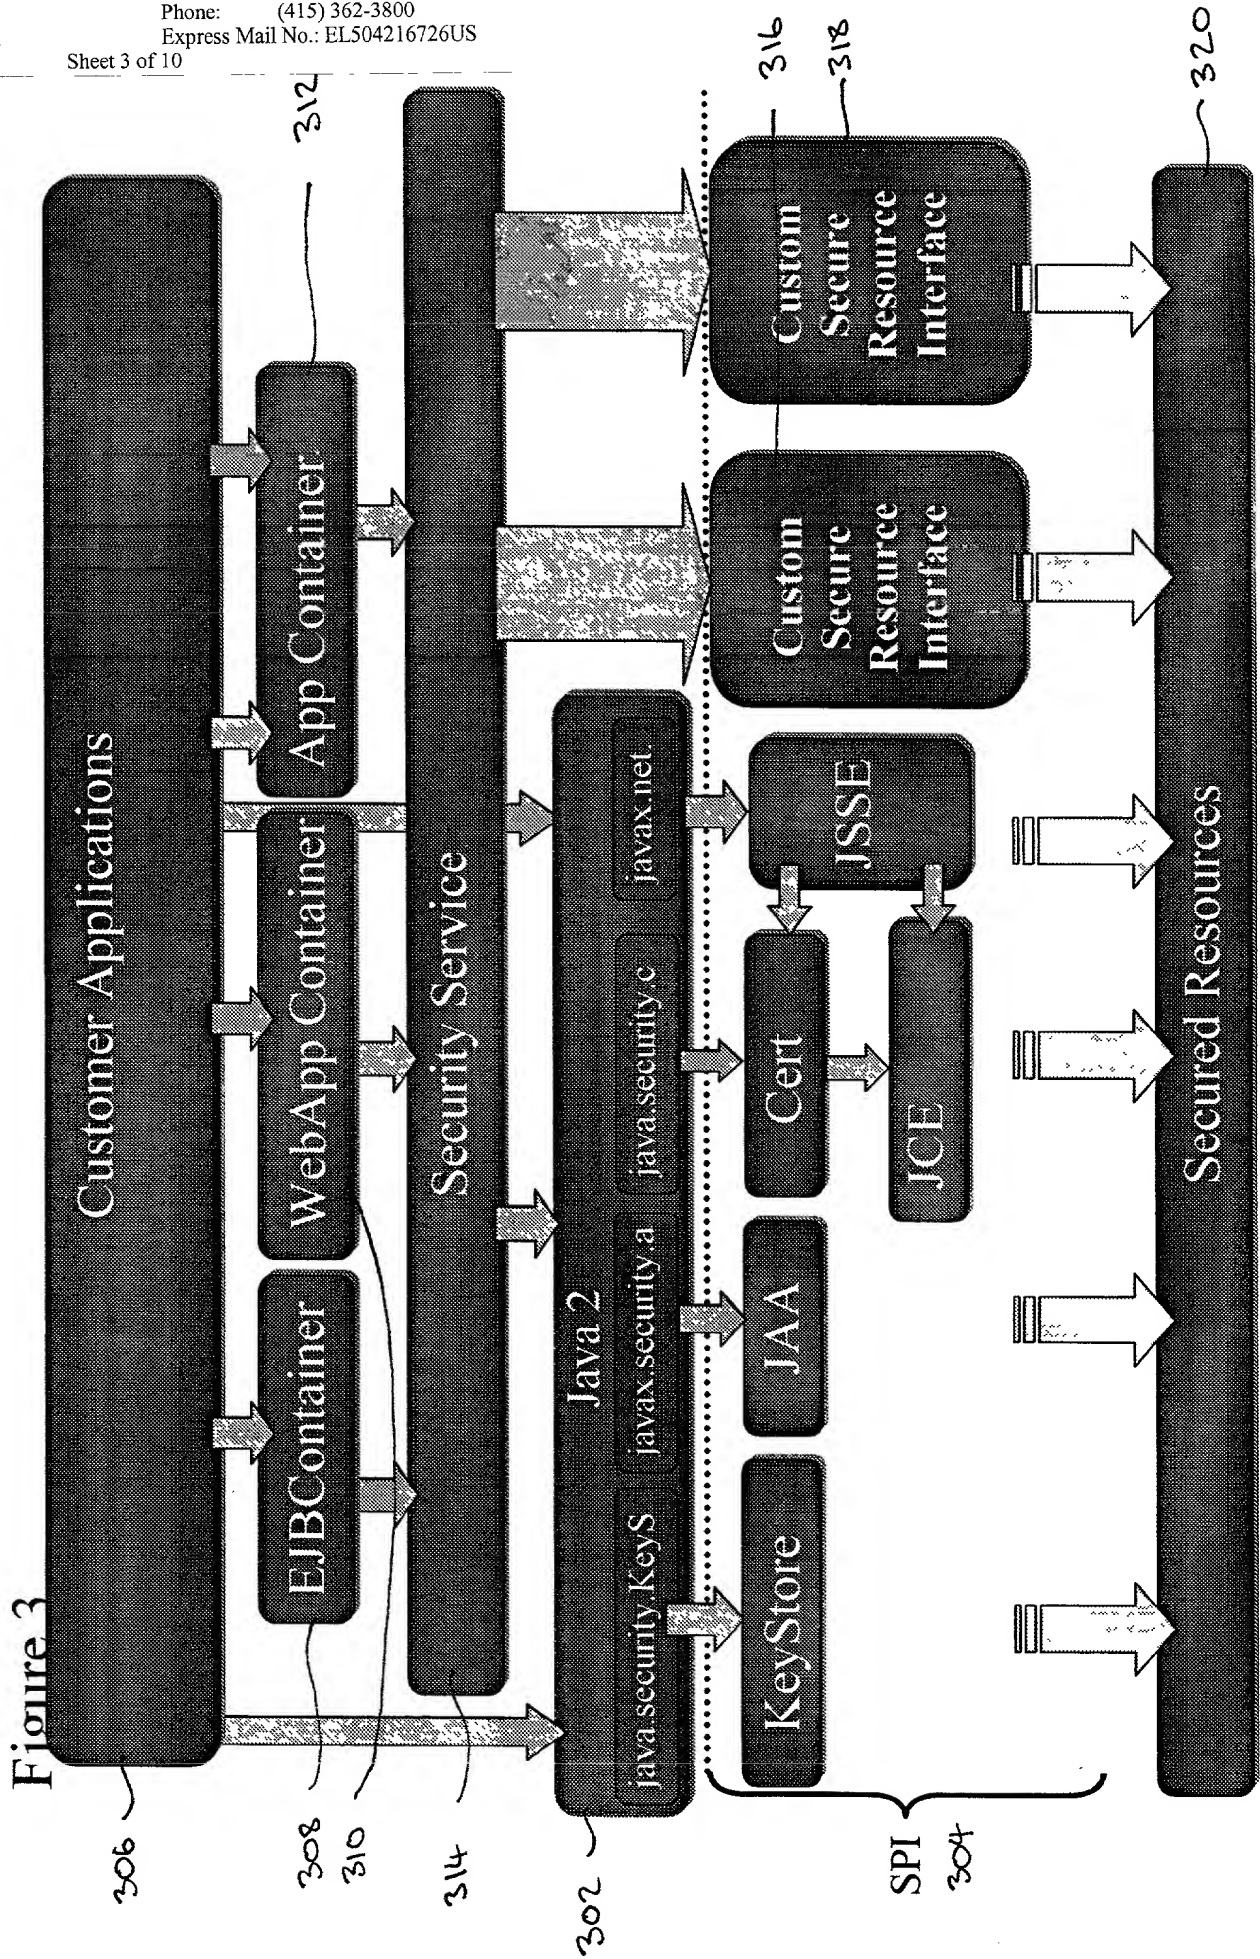 Phone: (415) 362-3800
Express Mail No.: EL504216726US
Sheet 3 of 10
Figure 3
306
Customer Applications
308
310
312
EJBContainer
WebApp Container
App Container
314
Security Service
302
Java 2
java.security.KeyS
javax.security.a
java.security.c
javax.net.
SPI
304
KeyStore
JAA
Cert
JCE
JSSE
Custom
Secure
Resource
Interface
Custom
Secure
Resource
Interface
316
318
Secured Resources
320